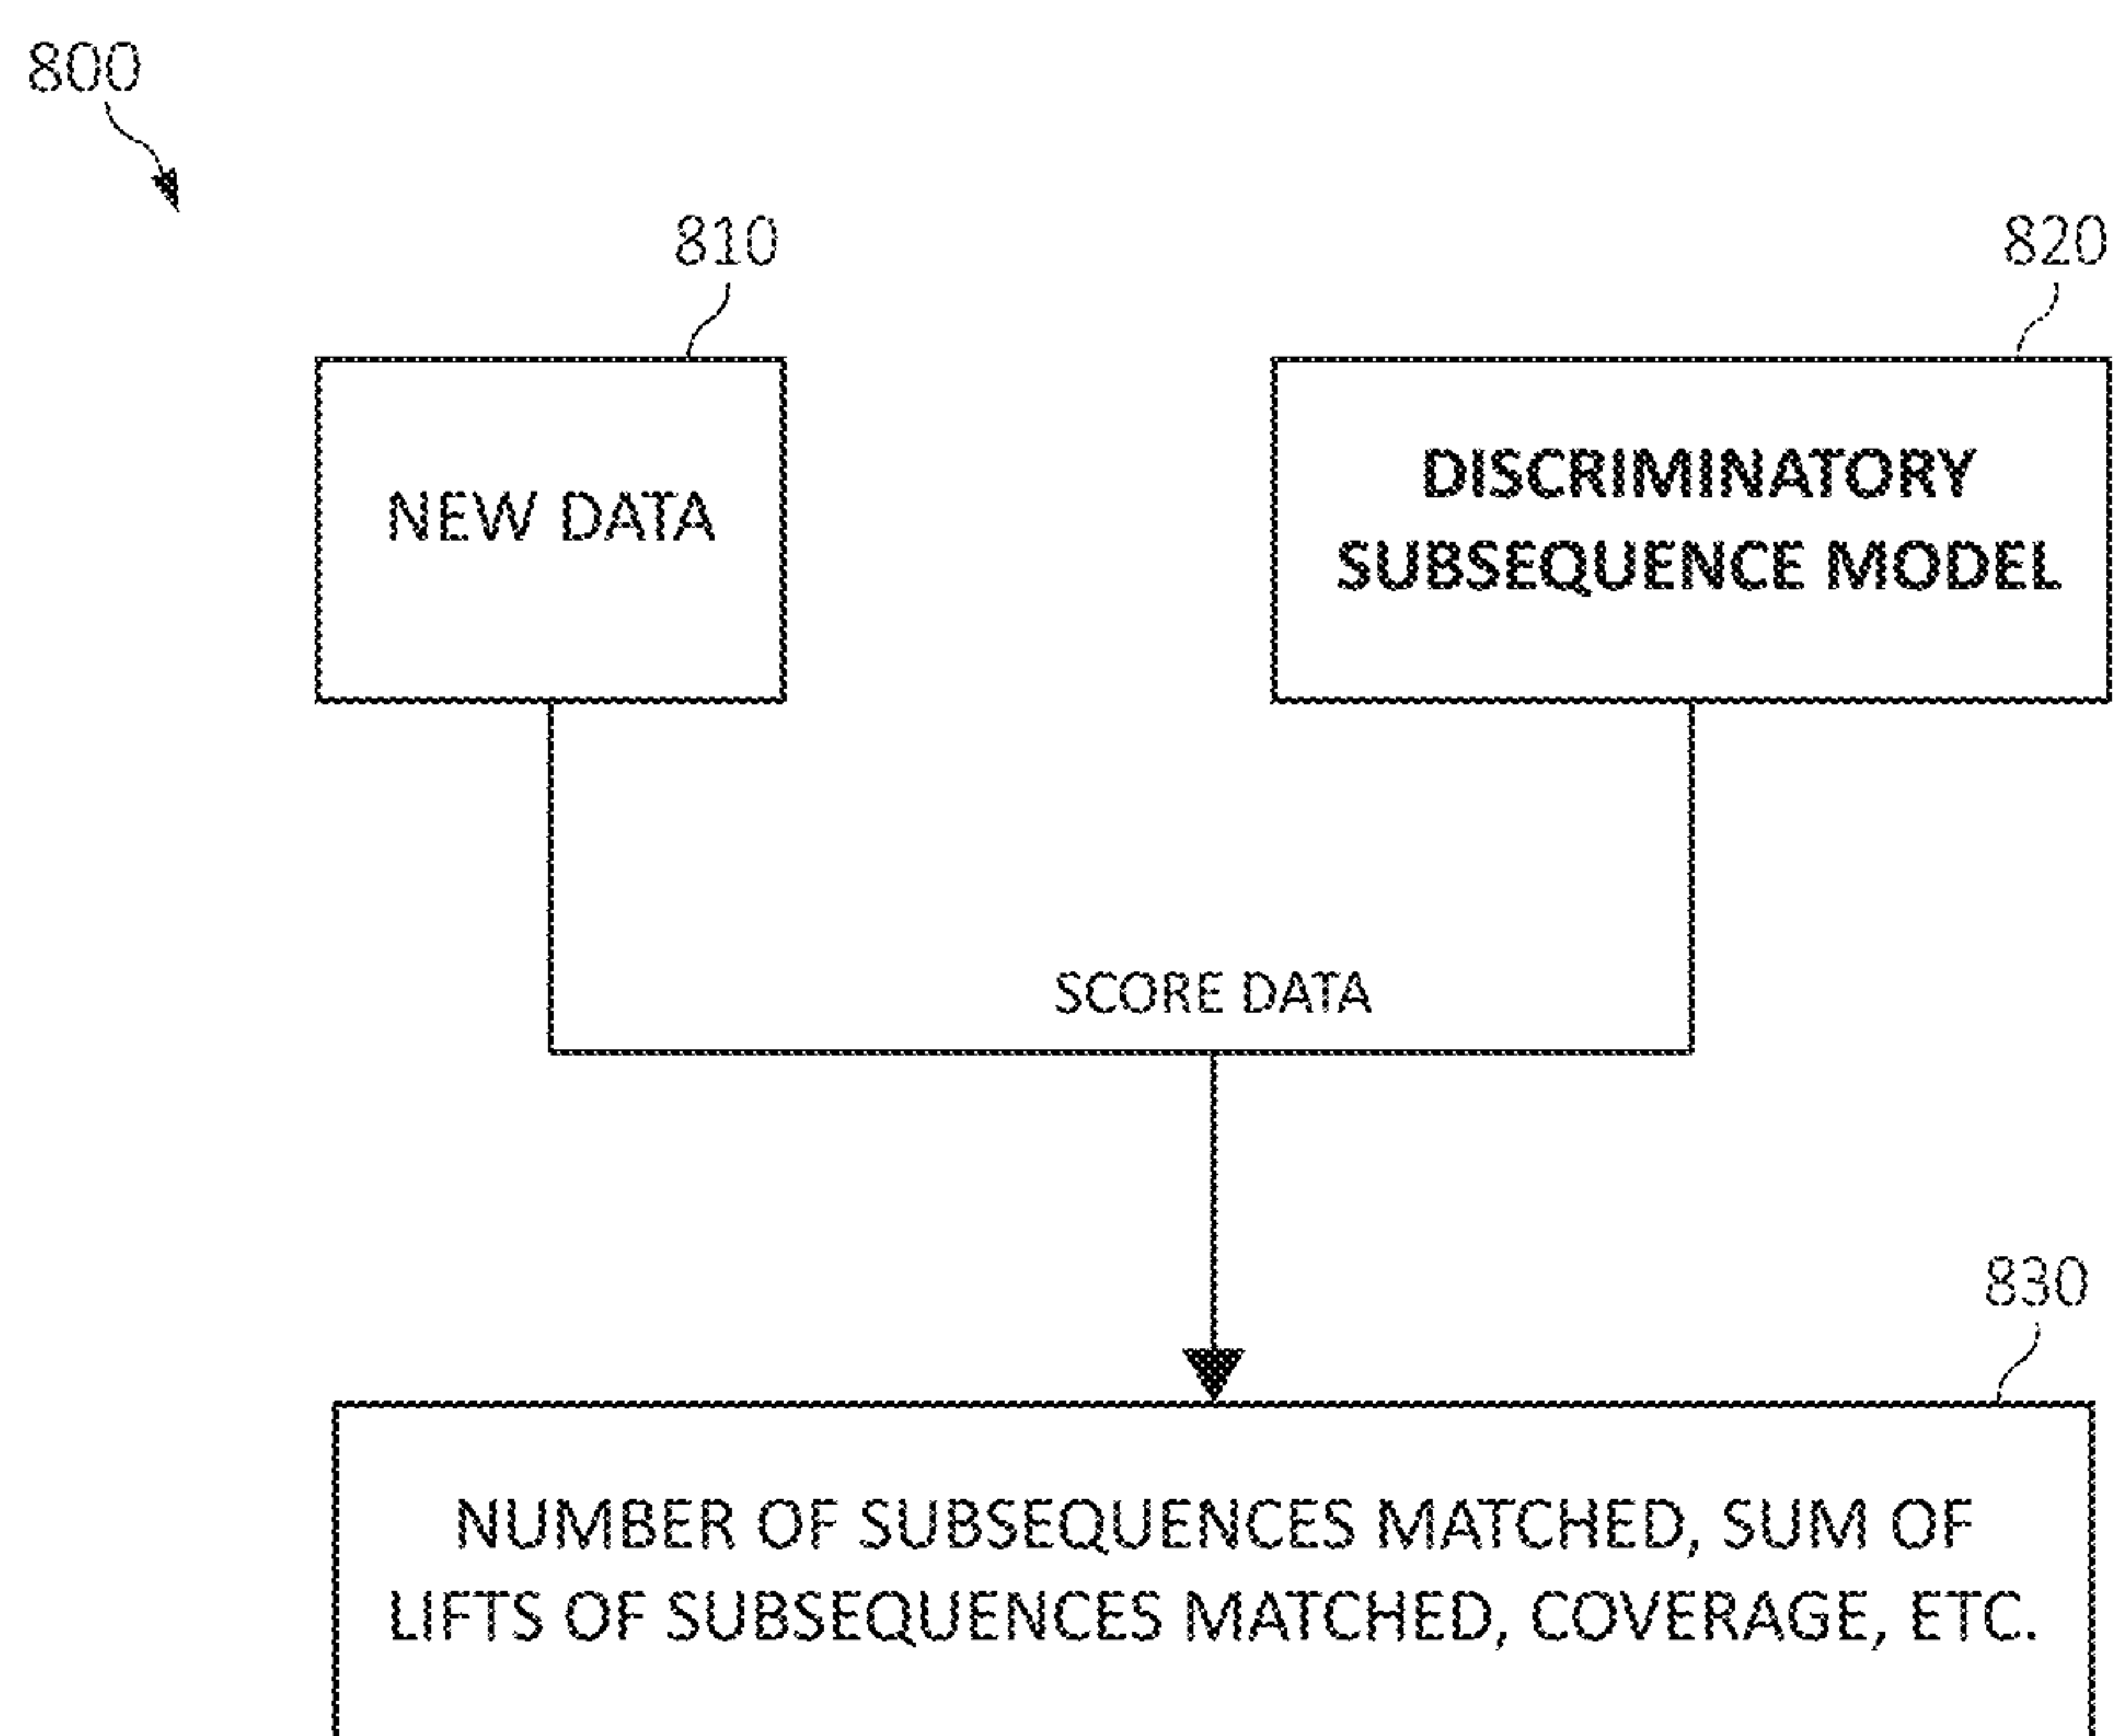 800
810
820
NEW DATA
DISCRIMINATORY
SUBSEQUENCE MODEL
SCORE DATA
830
NUMBER OF SUBSEQUENCES MATCHED, SUM OF
LIFTS OF SUBSEQUENCES MATCHED, COVERAGE, ETC.